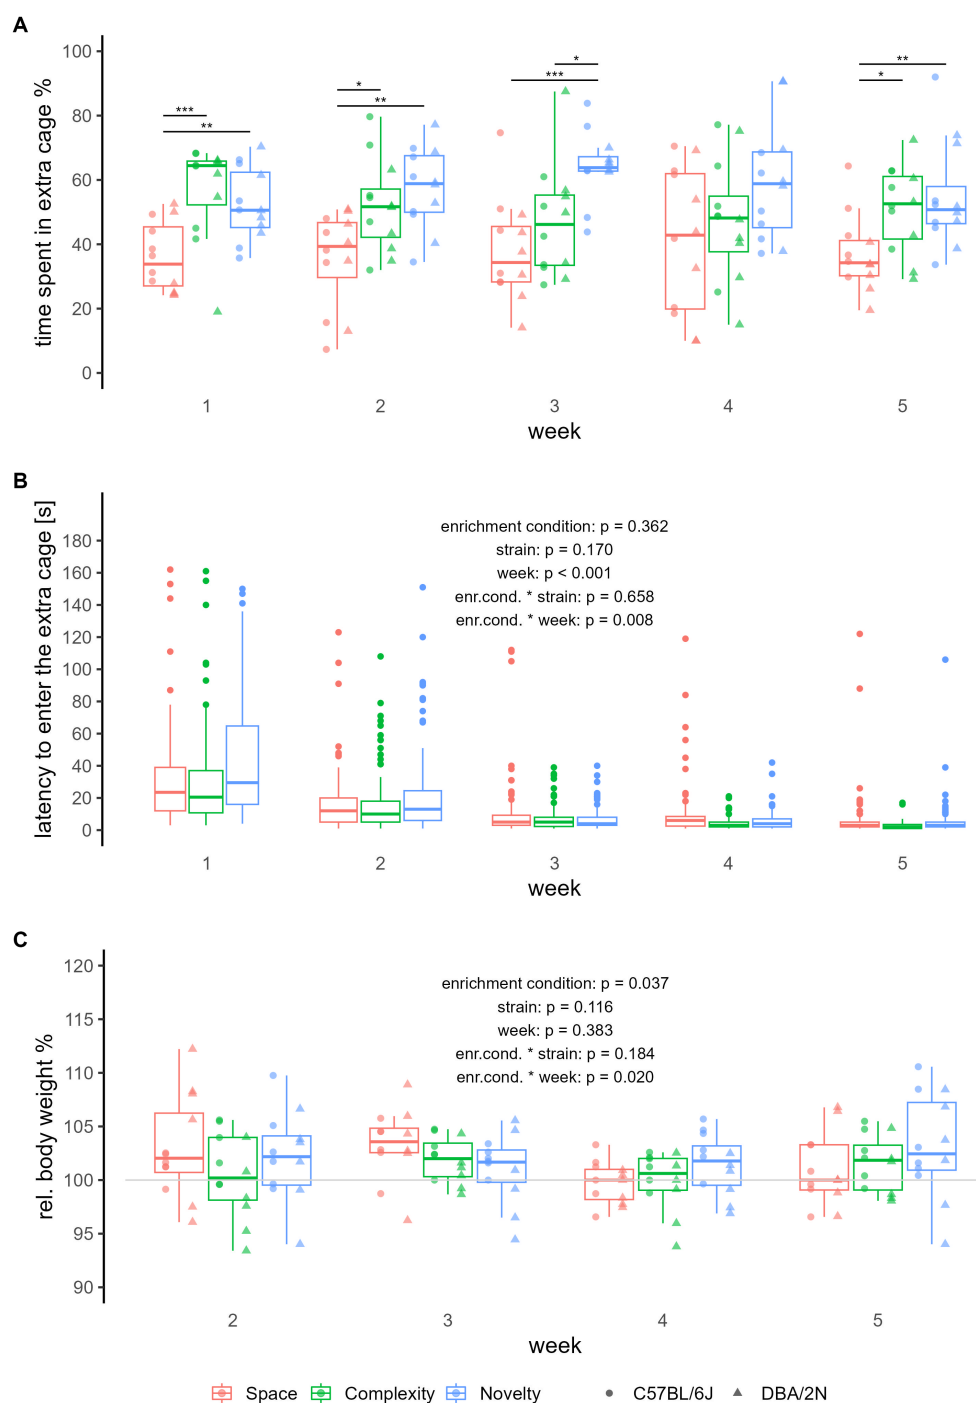 A
time spent in extra cage %
100
80
60
40
20
0
***
**
*
**
*
***
**
*
1
2
3
4
5
week
B
latency to enter the extra cage [s]
180
160
140
120
100
80
60
40
20
0
enrichment condition: p = 0.362
strain: p = 0.170
week: p < 0.001
enr.cond. * strain: p = 0.658
enr.cond. * week: p = 0.008
1
2
3
4
5
week
C
rel. body weight %
120
115
110
105
100
95
90
enrichment condition: p = 0.037
strain: p = 0.116
week: p = 0.383
enr.cond. * strain: p = 0.184
enr.cond. * week: p = 0.020
2
3
4
5
week
Space
Complexity
Novelty
C57BL/6J
DBA/2N